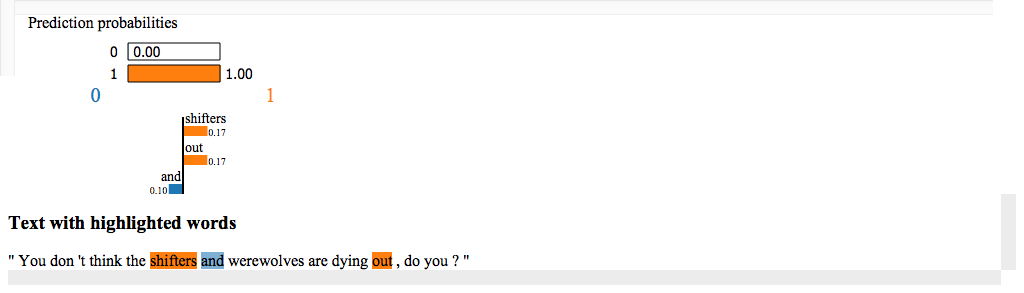 Prediction probabilities
0 0.00
1 1.00
0 1
shifters
0.17
out
0.17
and
0.10
Text with highlighted words
" You don 't think the shifters and werewolves are dying out , do you ? "